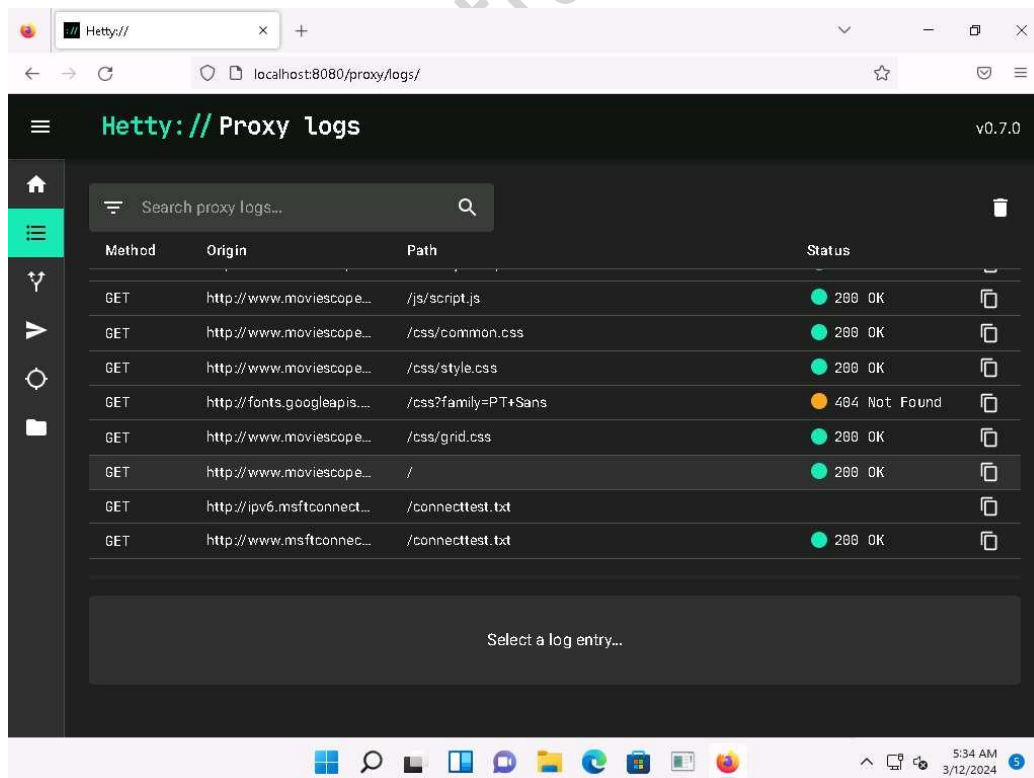 Hetty://
localhost:8080/proxy/logs/
Hetty:// Proxy logs
v0.7.0
Search proxy logs...
Method Origin Path Status
GET http://www.moviescope... /js/script.js 200 OK
GET http://www.moviescope... /css/common.css 200 OK
GET http://www.moviescope... /css/style.css 200 OK
GET http://fonts.googleapis.... /css?family=PT+Sans 404 Not Found
GET http://www.moviescope... /css/grid.css 200 OK
GET http://www.moviescope... / 200 OK
GET http://ipv6.msftconnect... /connecttest.txt
GET http://www.msftconnec... /connecttest.txt 200 OK
Select a log entry...
5:34 AM
3/12/2024
5